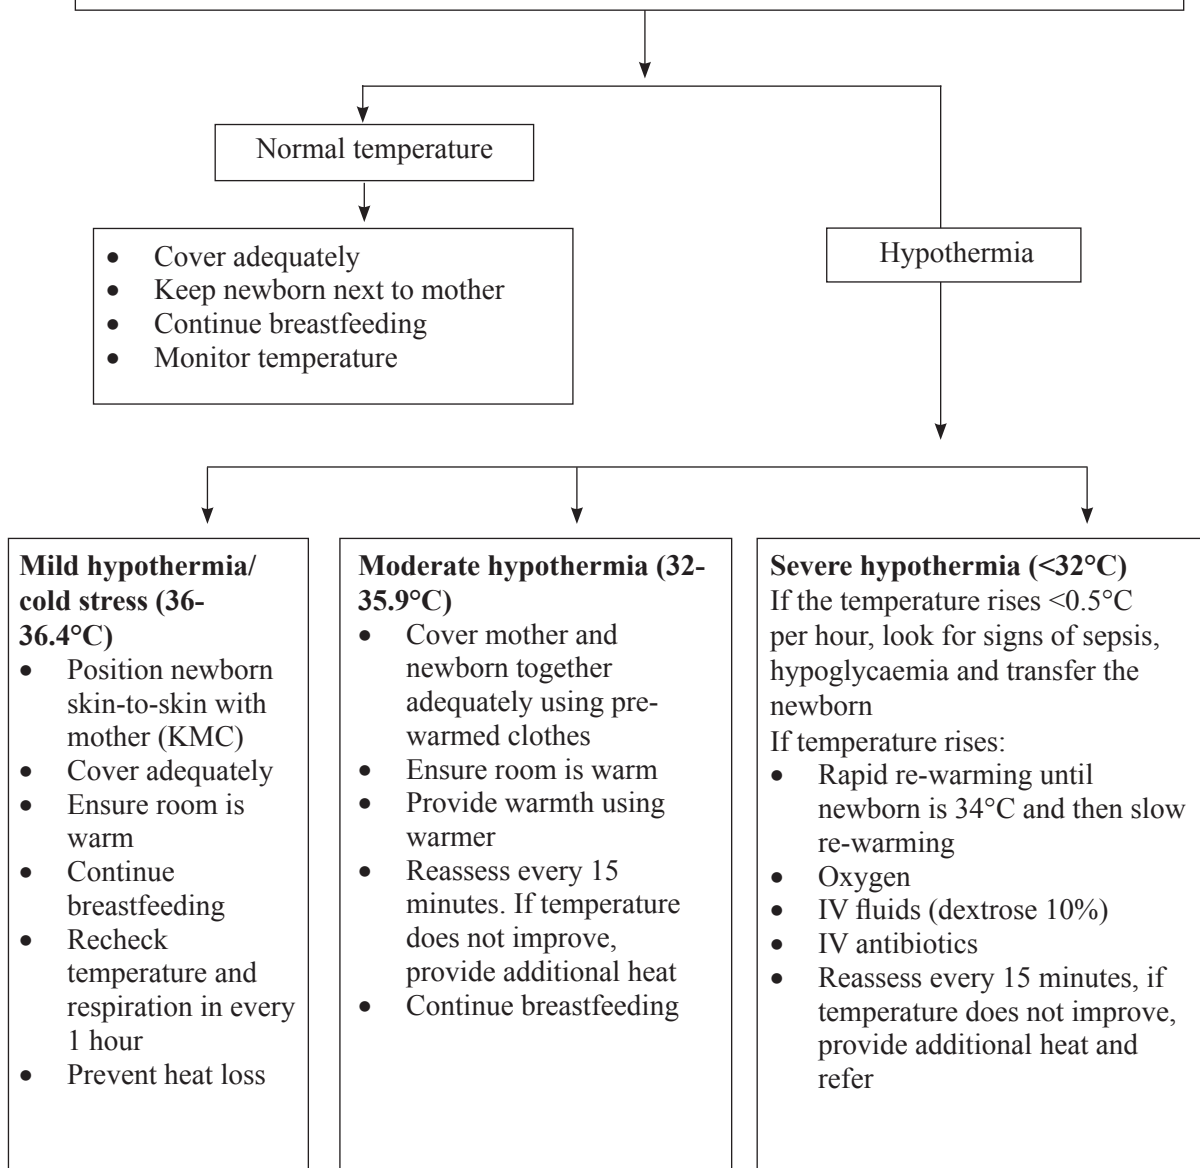 Normal temperature
• Cover adequately
• Keep newborn next to mother
• Continue breastfeeding
• Monitor temperature
Hypothermia
Mild hypothermia/
cold stress (36-
36.4°C)
• Position newborn
skin-to-skin with
mother (KMC)
• Cover adequately
• Ensure room is
warm
• Continue
breastfeeding
• Recheck
temperature and
respiration in every
1 hour
• Prevent heat loss
Moderate hypothermia (32-
35.9°C)
• Cover mother and
newborn together
adequately using pre-
warmed clothes
• Ensure room is warm
• Provide warmth using
warmer
• Reassess every 15
minutes. If temperature
does not improve,
provide additional heat
• Continue breastfeeding
Severe hypothermia (<32°C)
If the temperature rises <0.5°C
per hour, look for signs of sepsis,
hypoglycaemia and transfer the
newborn
If temperature rises:
• Rapid re-warming until
newborn is 34°C and then slow
re-warming
• Oxygen
• IV fluids (dextrose 10%)
• IV antibiotics
• Reassess every 15 minutes, if
temperature does not improve,
provide additional heat and
refer